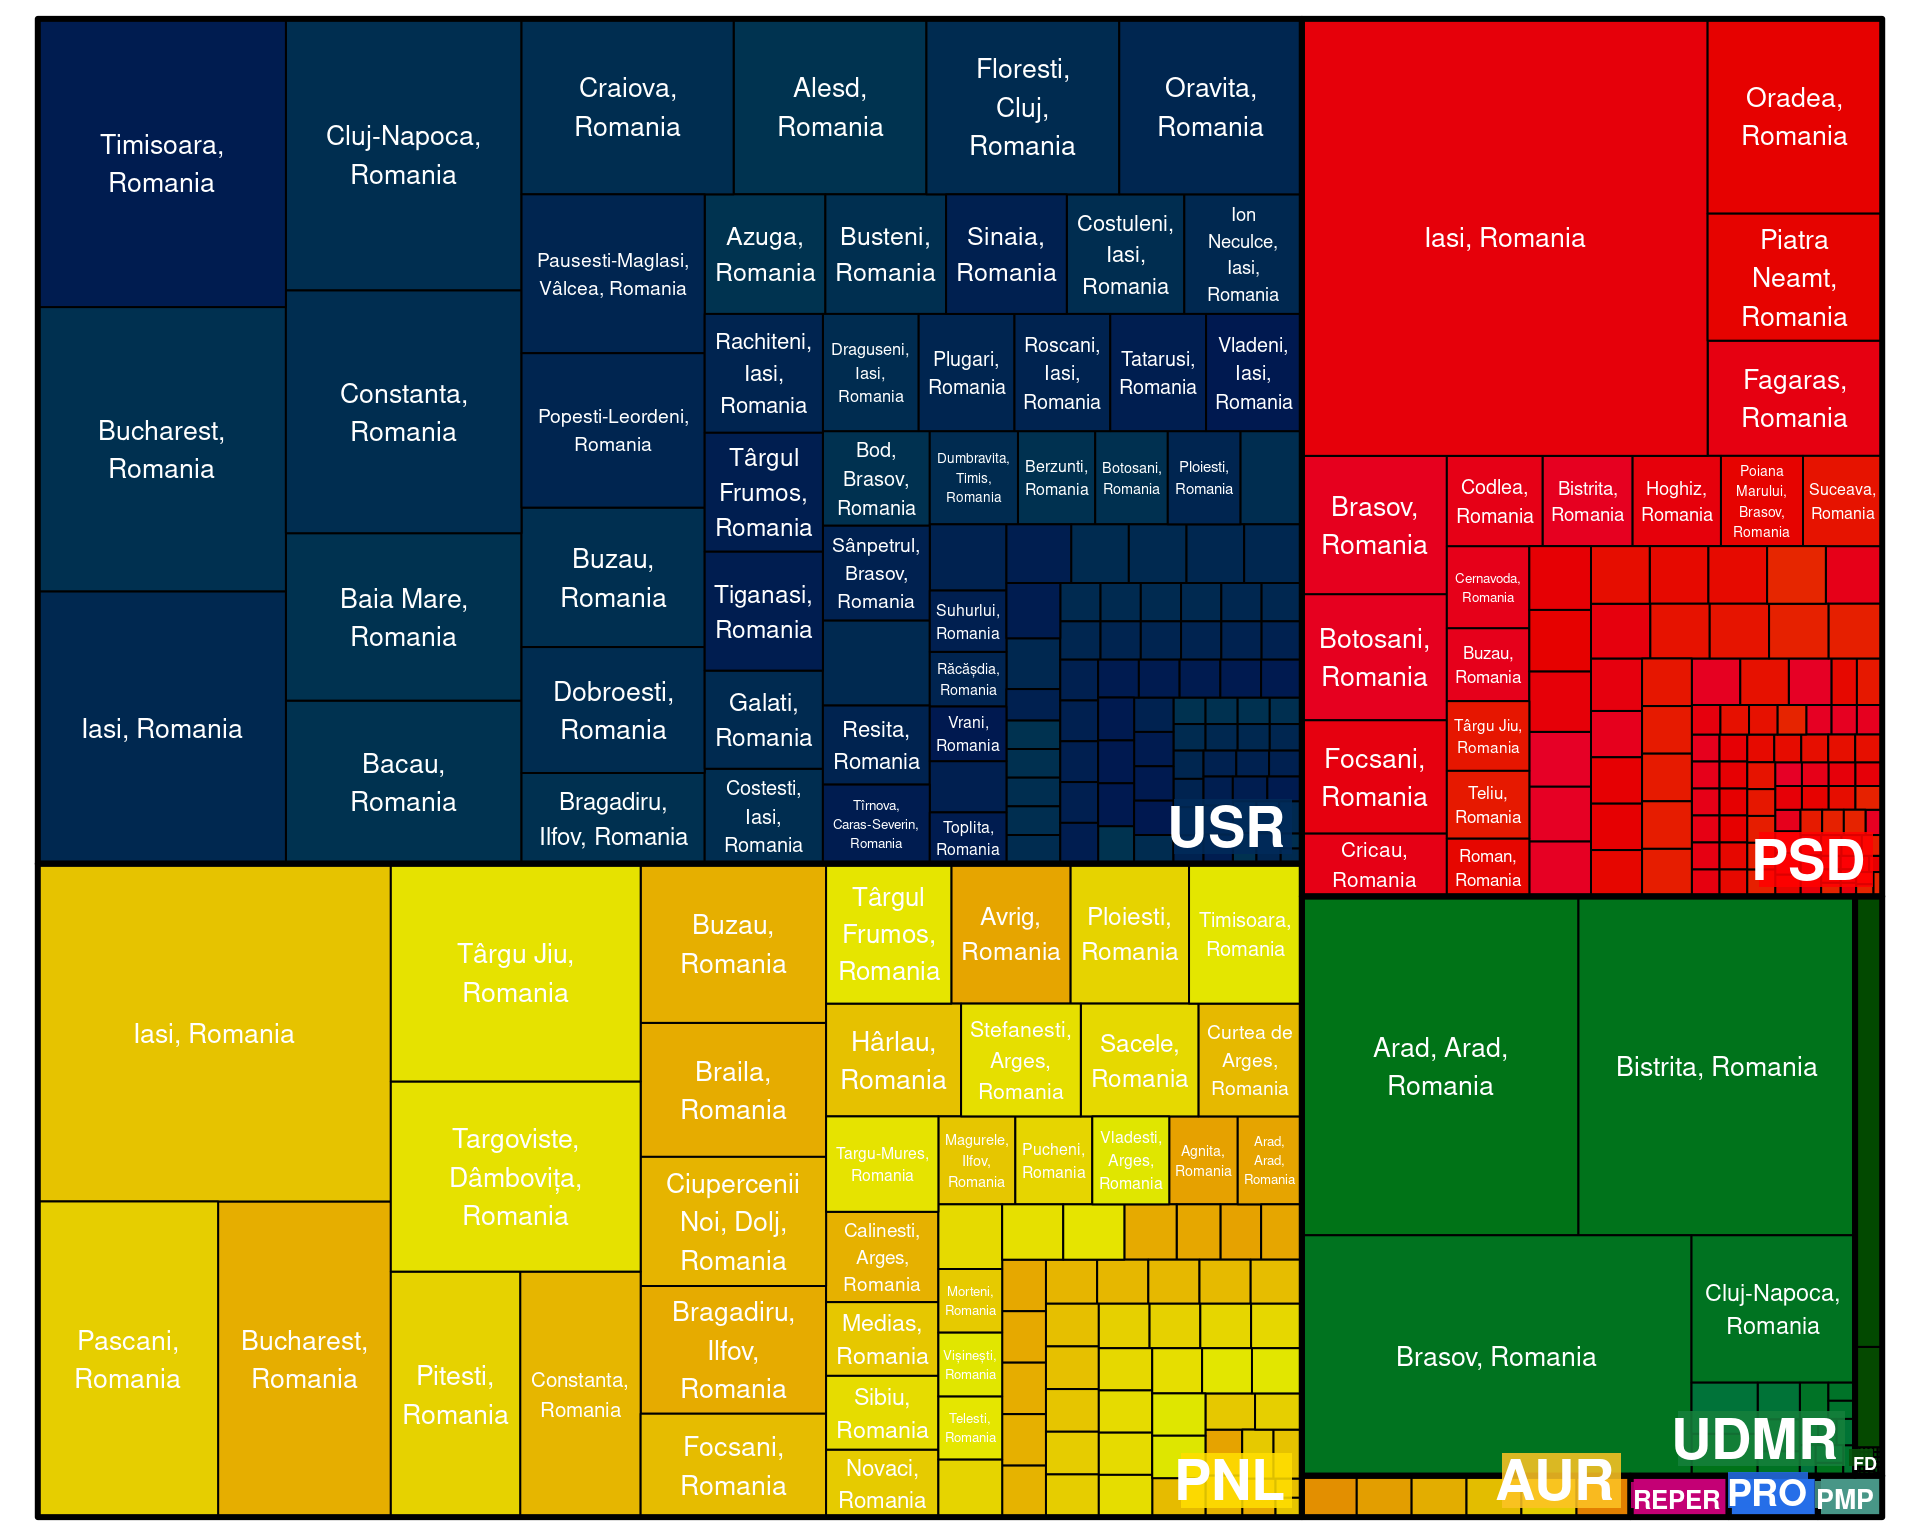 Timisoara,
Romania
Bucharest,
Romania
Iasi, Romania
Cluj-Napoca,
Romania
Constanta,
Romania
Baia Mare,
Romania
Bacau,
Romania
Craiova,
Romania
Alesd,
Romania
Floresti,
Cluj,
Romania
Oravita,
Romania
Pausesti-Maglasi,
Vâlcea, Romania
Popesti-Leordeni,
Romania
Buzau,
Romania
Dobroesti,
Romania
Bragadiru,
Ilfov, Romania
Azuga,
Romania
Busteni,
Romania
Sinaia,
Romania
Costuleni,
Iasi,
Romania
Ion
Neculce,
Iasi,
Romania
Rachiteni,
Iasi,
Romania
Târgul
Frumos,
Romania
Tiganasi,
Romania
Galati,
Romania
Costesti,
Iasi,
Romania
Draguseni,
Iasi,
Romania
Plugari,
Romania
Roscani,
Iasi,
Romania
Tatarusi,
Romania
Vladeni,
Iasi,
Romania
Bod,
Brasov,
Romania
Sânpetrul,
Brasov,
Romania
Resita,
Romania
Tîrnova,
Caras-Severin,
Romania
Dumbravita,
Timis,
Romania
Berzunti,
Romania
Botosani,
Romania
Ploiesti,
Romania
Suhurlui,
Romania
Răcășdia,
Romania
Vrani,
Romania
Toplita,
Romania
USR
Iasi, Romania
Oradea,
Romania
Piatra
Neamt,
Romania
Fagaras,
Romania
Brasov,
Romania
Botosani,
Romania
Focsani,
Romania
Cricau,
Romania
Codlea,
Romania
Bistrita,
Romania
Hoghiz,
Romania
Poiana
Marului,
Brasov,
Romania
Suceava,
Romania
Cernavoda,
Romania
Buzau,
Romania
Târgu Jiu,
Romania
Teliu,
Romania
Roman,
Romania
PSD
Iasi, Romania
Pascani,
Romania
Bucharest,
Romania
Târgu Jiu,
Romania
Targoviste,
Dâmbovița,
Romania
Pitesti,
Romania
Constanta,
Romania
Buzau,
Romania
Braila,
Romania
Ciupercenii
Noi, Dolj,
Romania
Bragadiru,
Ilfov,
Romania
Focsani,
Romania
Târgul
Frumos,
Romania
Avrig,
Romania
Ploiesti,
Romania
Timisoara,
Romania
Hârlau,
Romania
Stefanesti,
Arges,
Romania
Sacele,
Romania
Curtea de
Arges,
Romania
Targu-Mures,
Romania
Calinesti,
Arges,
Romania
Medias,
Romania
Sibiu,
Romania
Novaci,
Romania
Magurele,
Ilfov,
Romania
Pucheni,
Romania
Vladesti,
Arges,
Romania
Agnita,
Romania
Arad,
Arad,
Romania
Morteni,
Romania
Vișinești,
Romania
Telesti,
Romania
PNL
Arad, Arad,
Romania
Bistrita, Romania
Brasov, Romania
Cluj-Napoca,
Romania
UDMR
FD
AUR
REPER
PRO
PMP